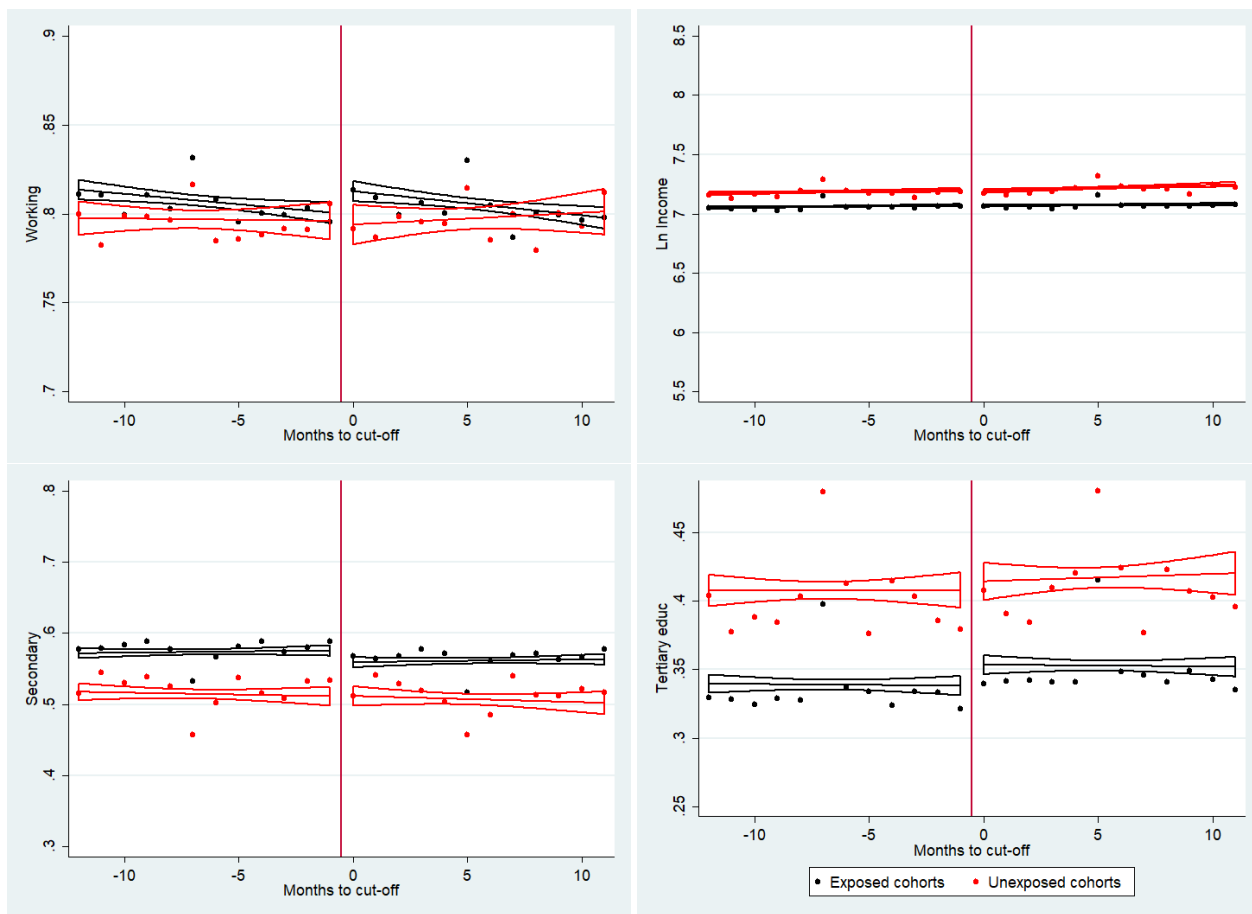 .9
.85
.8
.75
.7
Working
-10 -5 0 5 10
Months to cut-off
8.5
8
7.5
7
6.5
6
5.5
Ln Income
-10 -5 0 5 10
Months to cut-off
.8
.7
.6
.5
.4
.3
Secondary
-10 -5 0 5 10
Months to cut-off
.45
.4
.35
.3
.25
Tertiary educ
-10 -5 0 5 10
Months to cut-off
Exposed cohorts Unexposed cohorts